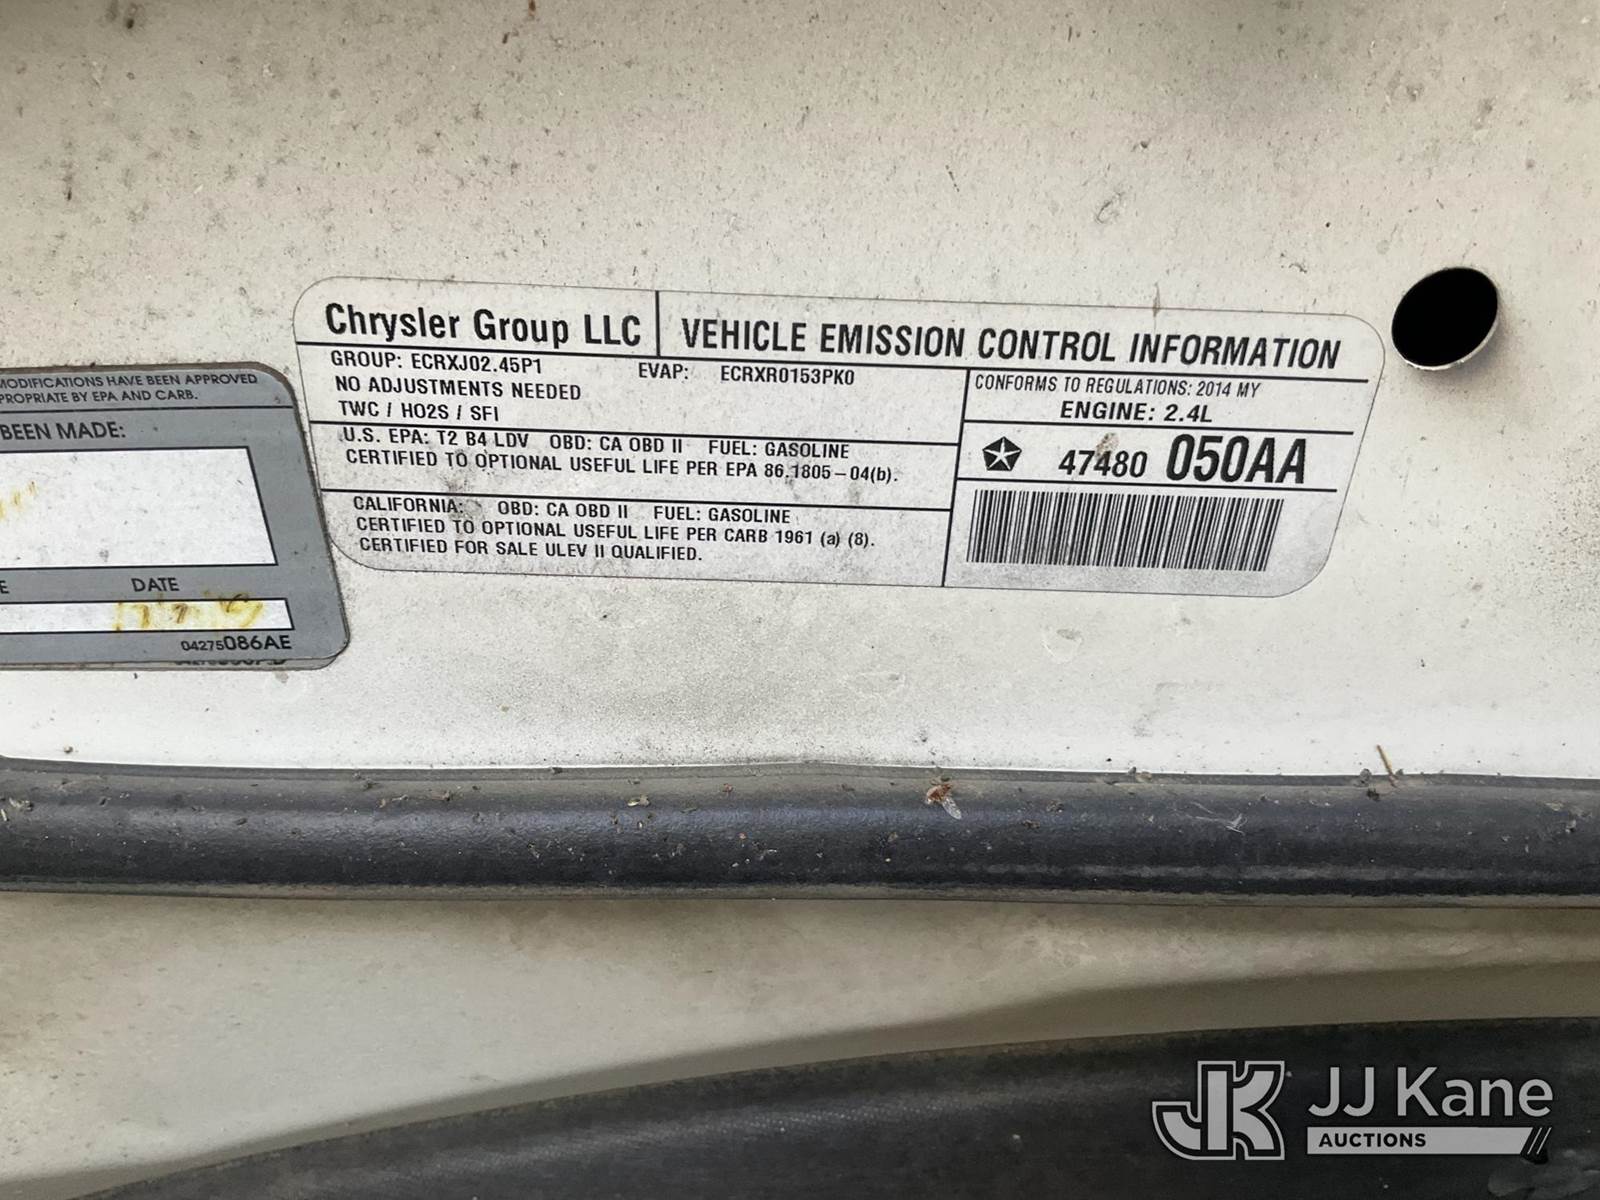 MODIFICATIONS HAVE BEEN APPROVED
PROPRIATE BY EPA AND CARB.
BEEN MADE:
DATE
04275086AE
Chrysler Group LLC
VEHICLE EMISSION CONTROL INFORMATION
GROUP: ECRXJ02.45P1
EVAP: ECRXR0153PK0
NO ADJUSTMENTS NEEDED
TWC / HO2S / SFI
CONFORMS TO REGULATIONS: 2014 MY
ENGINE: 2.4L
U.S. EPA: T2 B4 LDV OBD: CA OBD II FUEL: GASOLINE
CERTIFIED TO OPTIONAL USEFUL LIFE PER EPA 86.1805-04(b).
47480 050AA
CALIFORNIA: OBD: CA OBD II FUEL: GASOLINE
CERTIFIED TO OPTIONAL USEFUL LIFE PER CARB 1961 (a) (8).
CERTIFIED FOR SALE ULEV II QUALIFIED.
JJ Kane
AUCTIONS